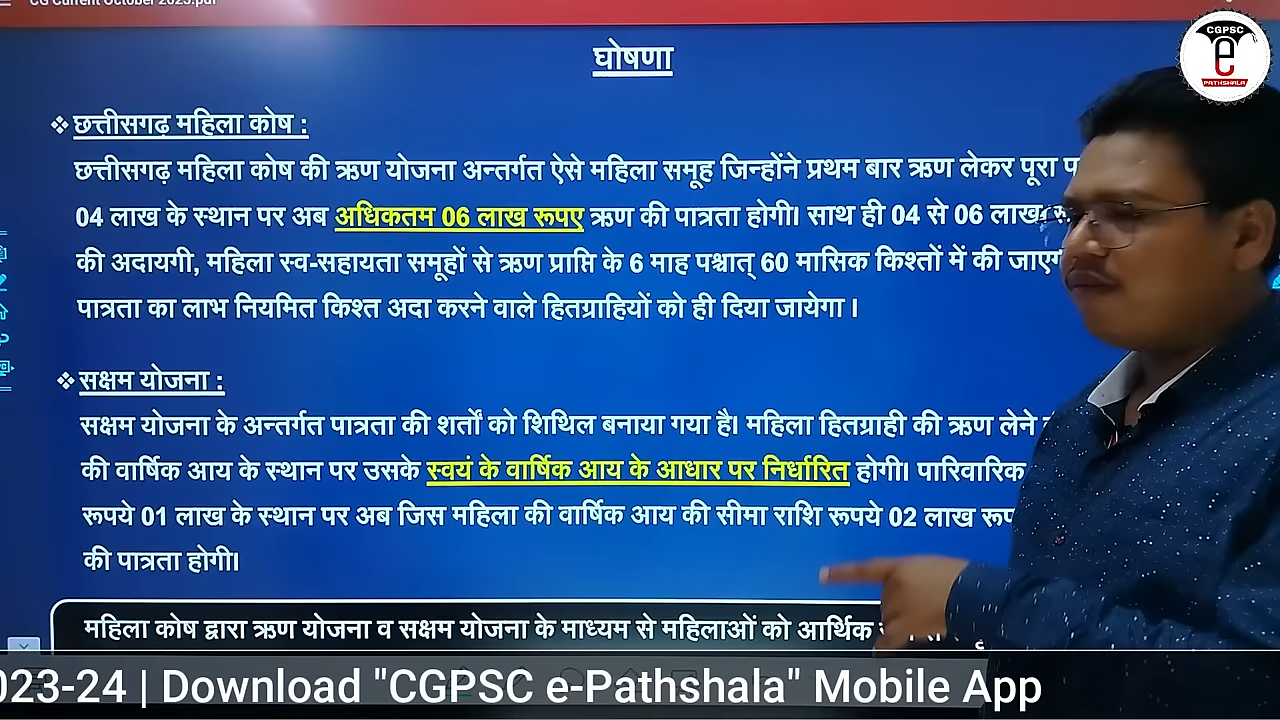 CG Current October 2023.pdf
CGPSC
e
PATHSHALA
घोषणा
❖ छत्तीसगढ़ महिला कोष :
छत्तीसगढ़ महिला कोष की ऋण योजना अन्तर्गत ऐसे महिला समूह जिन्होंने प्रथम बार ऋण लेकर पूरा
04 लाख के स्थान पर अब अधिकतम 06 लाख रूपए ऋण की पात्रता होगी। साथ ही 04 से 06 लाख
की अदायगी, महिला स्व-सहायता समूहों से ऋण प्राप्ति के 6 माह पश्चात् 60 मासिक किश्तों में की
पात्रता का लाभ नियमित किश्त अदा करने वाले हितग्राहियों को ही दिया जायेगा ।
❖ सक्षम योजना :
सक्षम योजना के अन्तर्गत पात्रता की शर्तों को शिथिल बनाया गया है। महिला हितग्राही की ऋण लेने
की वार्षिक आय के स्थान पर उसके स्वयं के वार्षिक आय के आधार पर निर्धारित होगी। पारिवारिक
रूपये 01 लाख के स्थान पर अब जिस महिला की वार्षिक आय की सीमा राशि रूपये 02 लाख
की पात्रता होगी।
महिला कोष द्वारा ऋण योजना व सक्षम योजना के माध्यम से महिलाओं को आर्थिक
023-24 | Download "CGPSC e-Pathshala" Mobile App